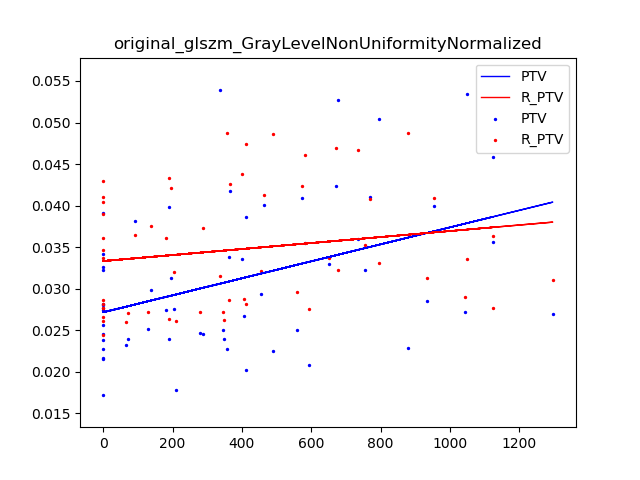 original_glszm_GrayLevelNonUniformityNormalized
PTV
R_PTV
PTV
R_PTV
0.055
0.050
0.045
0.040
0.035
0.030
0.025
0.020
0.015
0 200 400 600 800 1000 1200